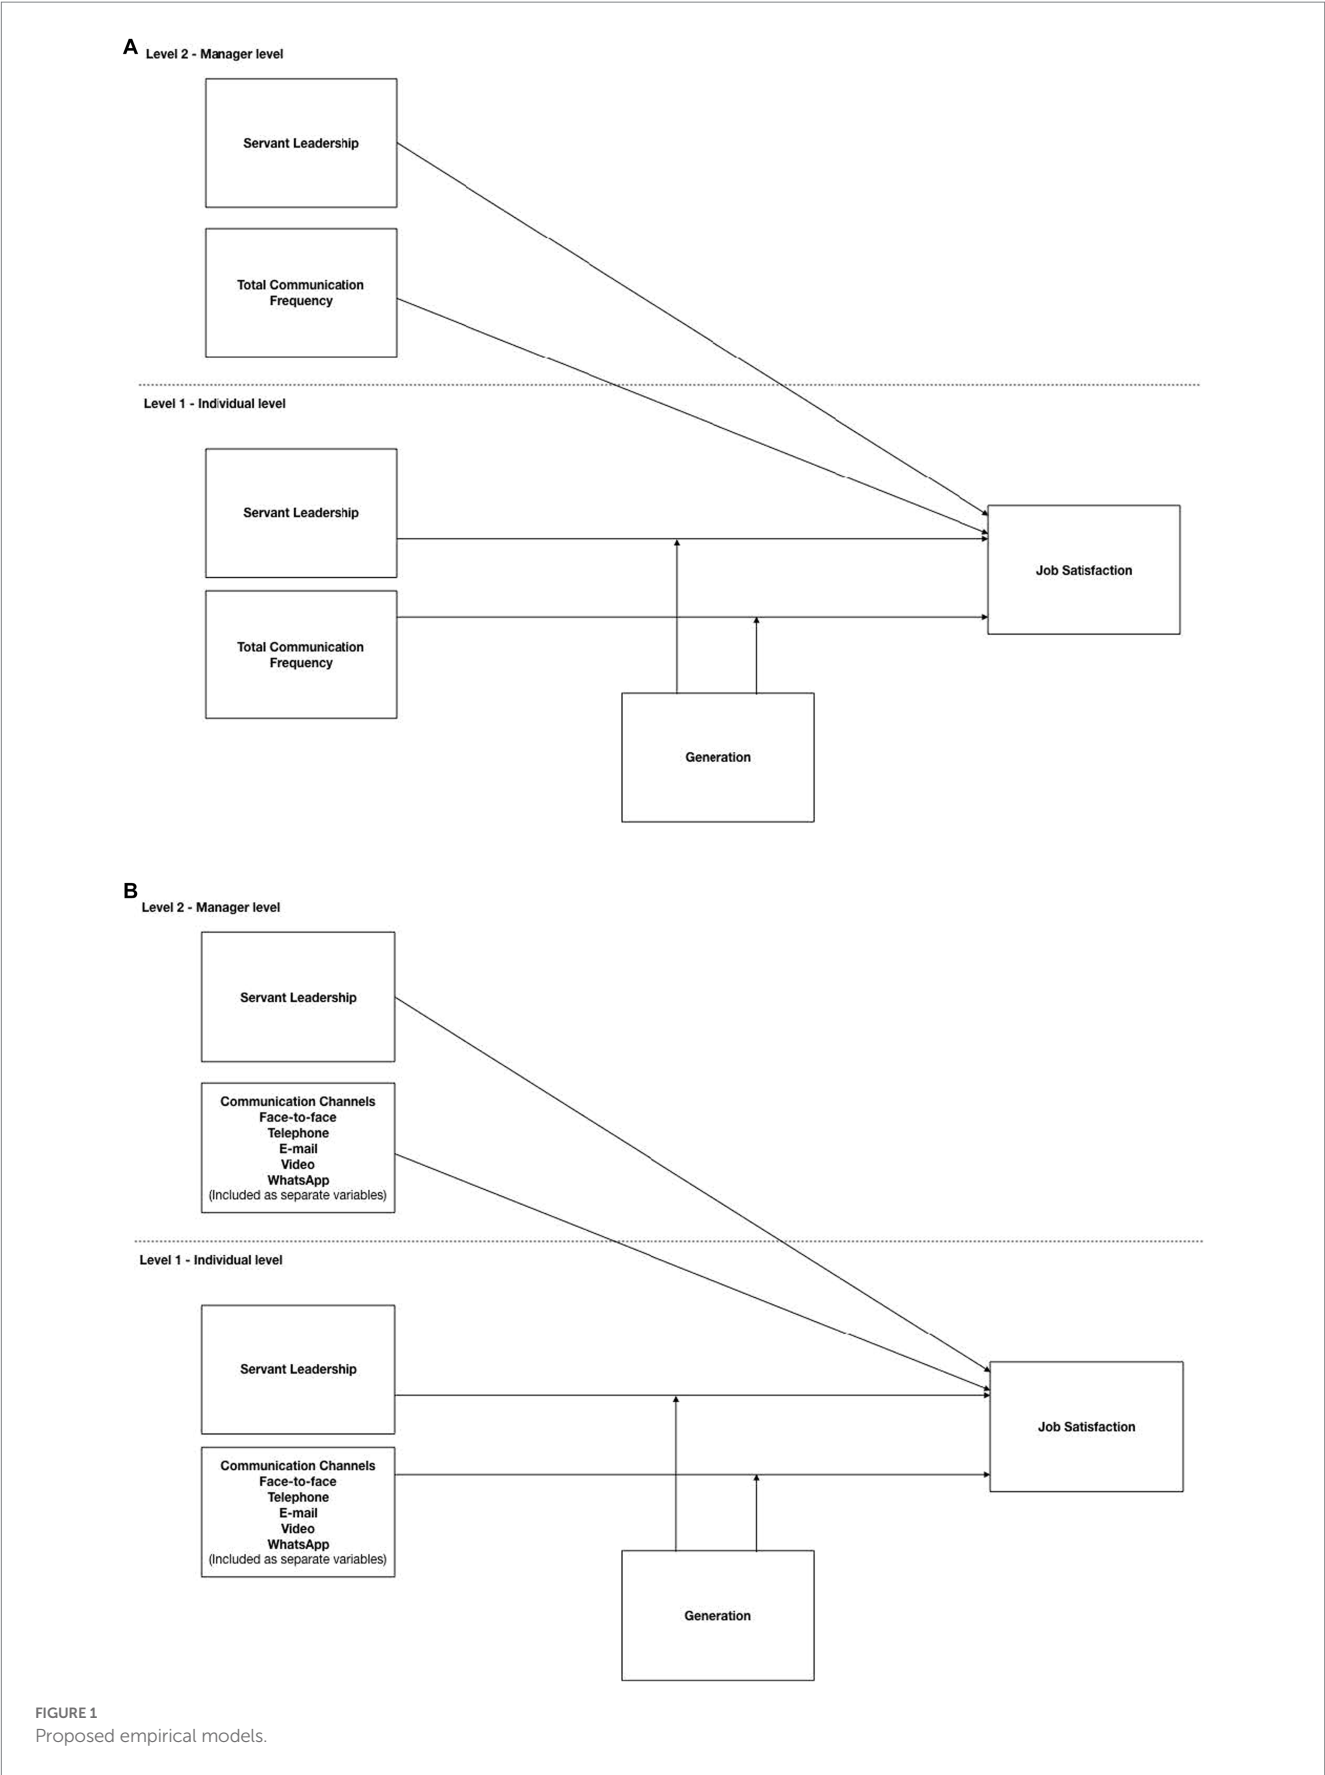 A
Level 2 - Manager level
Servant Leadership
Total Communication
Frequency
Level 1 - Individual level
Servant Leadership
Job Satisfaction
Total Communication
Frequency
Generation
B
Level 2 - Manager level
Servant Leadership
Communication Channels
Face-to-face
Telephone
E-mail
Video
WhatsApp
(Included as separate variables)
Level 1 - Individual level
Servant Leadership
Job Satisfaction
Communication Channels
Face-to-face
Telephone
E-mail
Video
WhatsApp
(Included as separate variables)
Generation
FIGURE 1
Proposed empirical models.